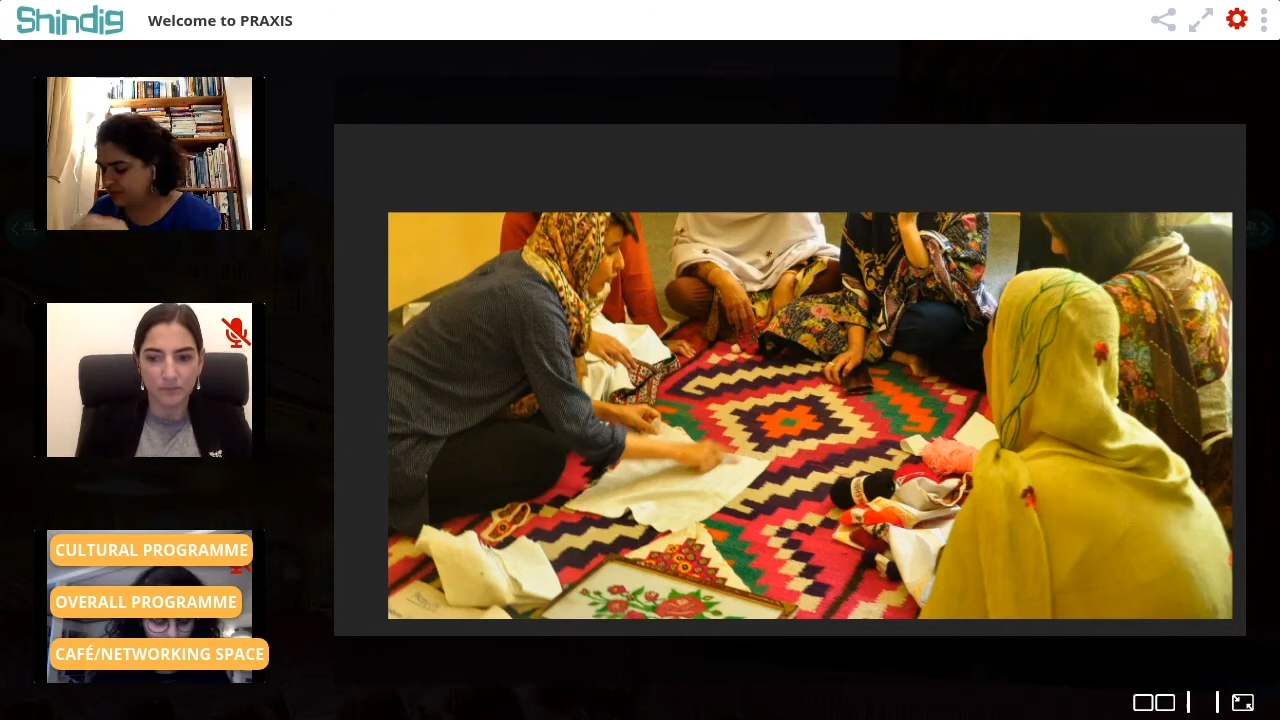 Shindig
Welcome to PRAXIS
CULTURAL PROGRAMME
OVERALL PROGRAMME
CAFÉ/NETWORKING SPACE